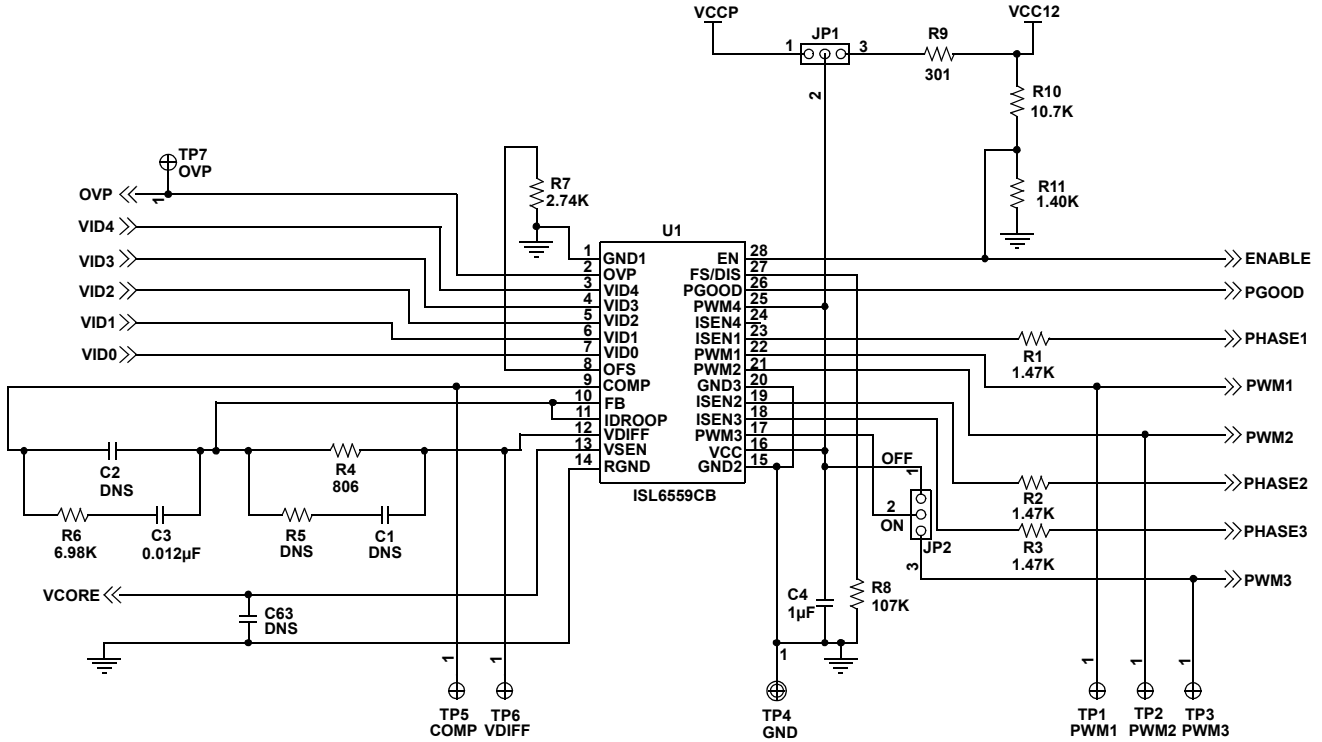 VCCP
VCC12
JP1
1
3
2
R9
301
R10
10.7K
R11
1.40K
TP7
OVP
1
OVP
VID4
VID3
VID2
VID1
VID0
R7
2.74K
U1
1 GND1
2 OVP
3 VID4
4 VID3
5 VID2
6 VID1
7 VID0
8 OFS
9 COMP
10 FB
11 IDROOP
12 VDIFF
13 VSEN
14 RGND
EN 28
FS/DIS 27
PGOOD 26
PWM4 25
ISEN4 24
ISEN1 23
PWM1 22
PWM2 21
GND3 20
ISEN2 19
ISEN3 18
PWM3 17
VCC 16
GND2 15
ISL6559CB
ENABLE
PGOOD
PHASE1
R1
1.47K
PWM1
PWM2
PHASE2
R2
1.47K
PHASE3
R3
1.47K
PWM3
OFF
1
2
ON
JP2
3
C2
DNS
R6
6.98K
C3
0.012µF
R4
806
R5
DNS
C1
DNS
VCORE
C63
DNS
C4
1µF
R8
107K
1
TP5
COMP
1
TP6
VDIFF
1
TP4
GND
1
TP1
PWM1
1
TP2
PWM2
1
TP3
PWM3